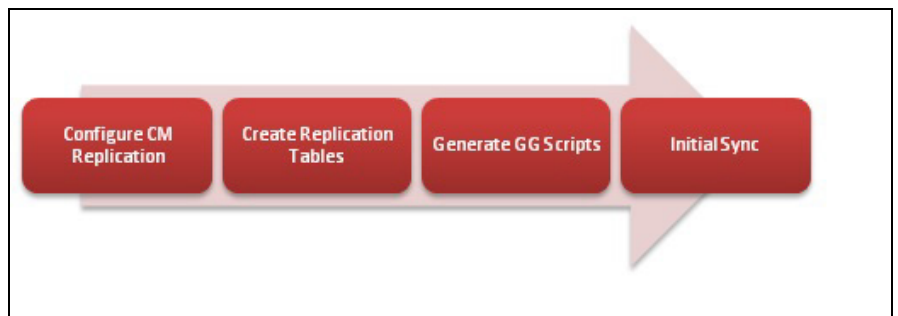 Configure CM
Replication
Create Replication
Tables
Generate GG Scripts
Initial Sync